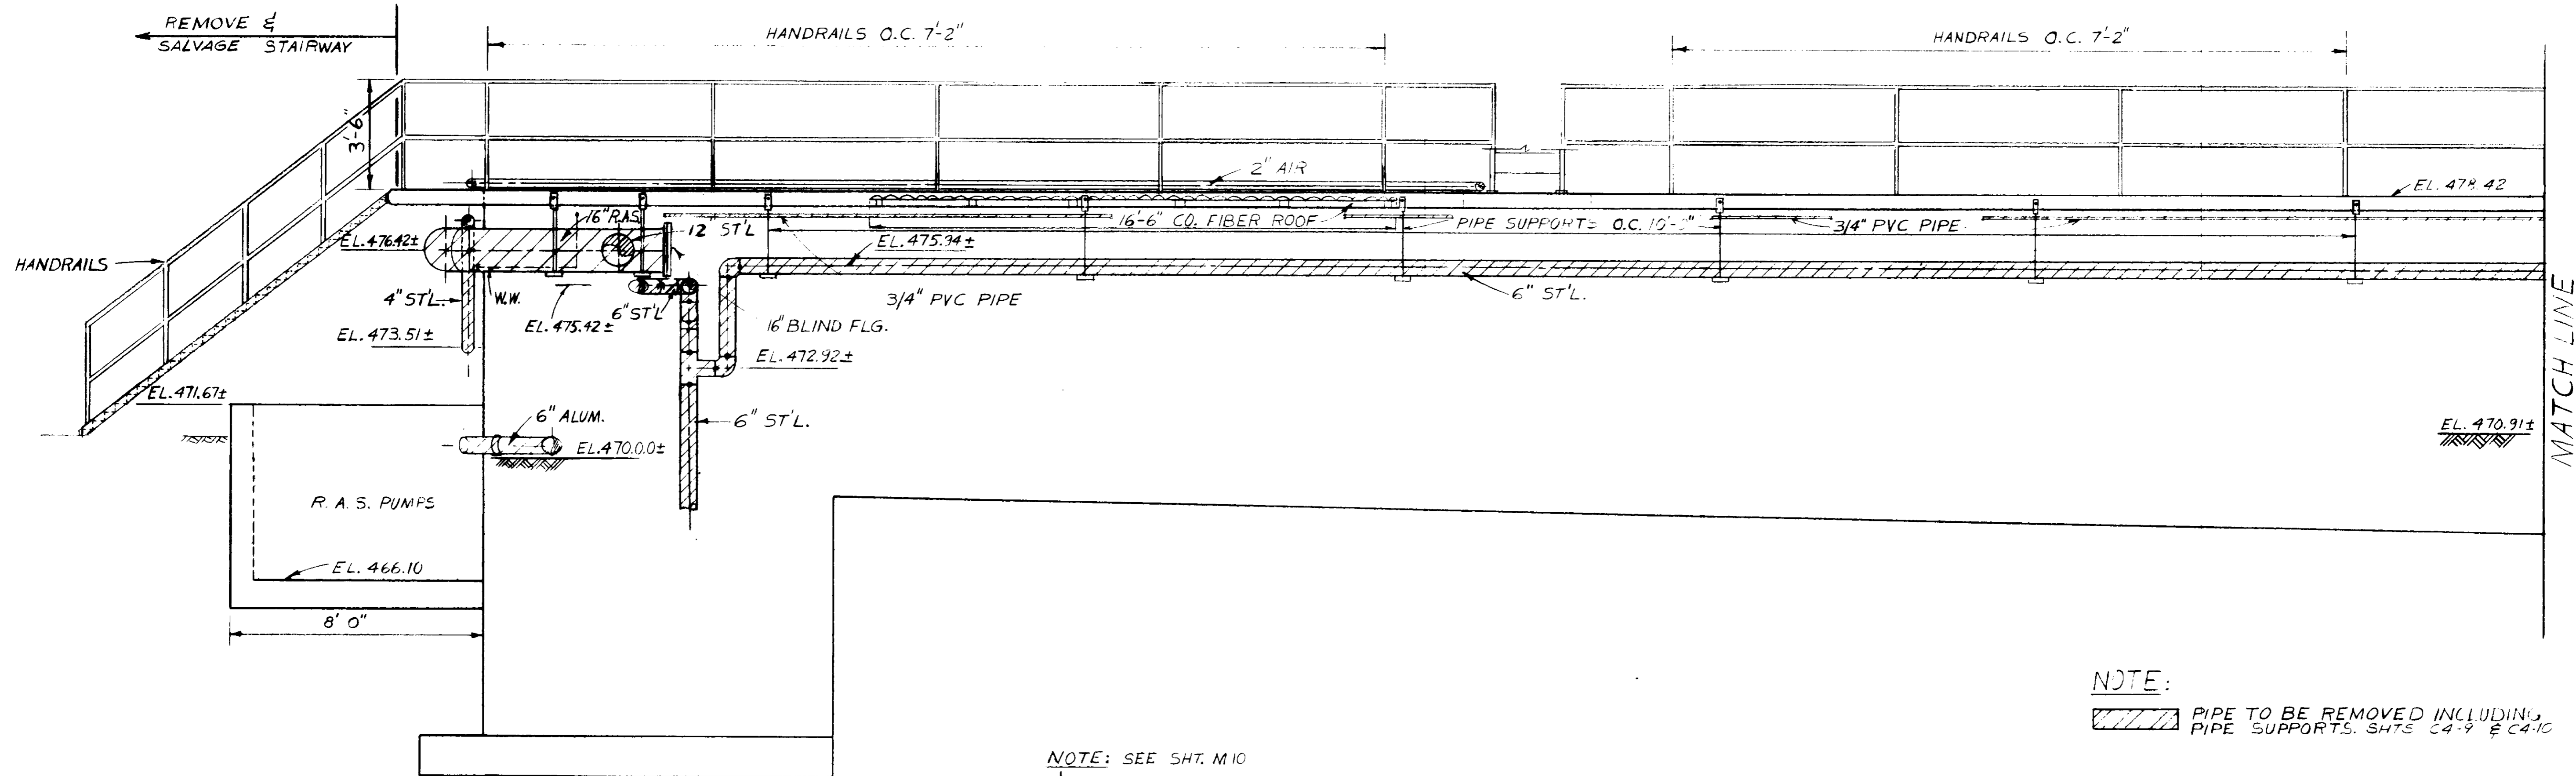 REMOVE &
SALVAGE STAIRWAY
HANDRAILS O.C. 7'-2"
HANDRAILS O.C. 7'-2"
3'-6"
2" AIR
EL. 478.42
16" RAS
12" ST'L
16'-6" CO. FIBER ROOF
PIPE SUPPORTS O.C.
3/4" PVC PIPE
EL. 476.42±
EL. 475.94±
HANDRAILS
4" ST'L.
W.W.
EL. 475.42±
6" ST'L
3/4" PVC PIPE
6" ST'L.
16" BLIND FLG.
EL. 473.51±
EL. 472.92±
MATCH LINE
EL. 471.67±
6" ALUM.
6" ST'L.
EL. 470.00±
EL. 470.91±
R. A. S. PUMPS
EL. 466.10
8' 0"
NOTE:
PIPE TO BE REMOVED INCLUDING
PIPE SUPPORTS. SHTS C4-9 & C4-10
NOTE: SEE SHT. M10